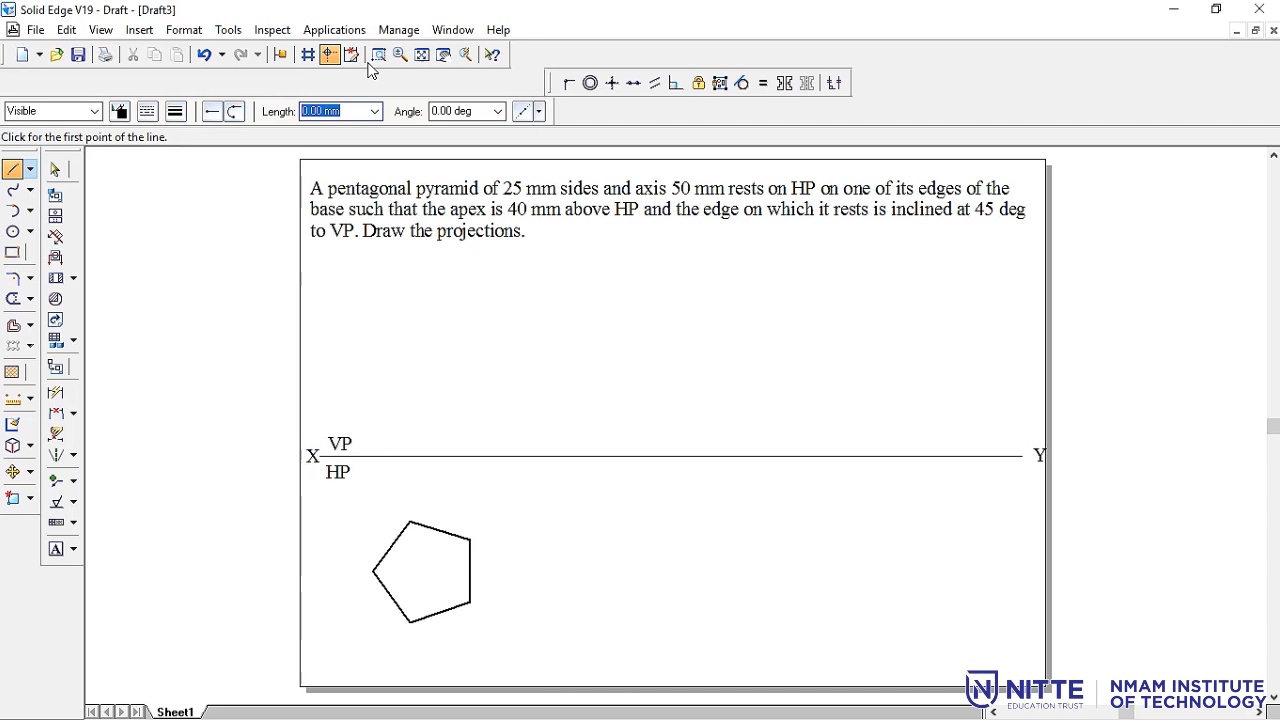 Solid Edge V19 - Draft - [Draft3]
File Edit View Insert Format Tools Inspect Applications Manage Window Help
Visible Length: 0.00 mm Angle: 0.00 deg
Click for the first point of the line.
A pentagonal pyramid of 25 mm sides and axis 50 mm rests on HP on one of its edges of the
base such that the apex is 40 mm above HP and the edge on which it rests is inclined at 45 deg
to VP. Draw the projections.
VP
X Y
HP
Sheet1
NITTE
EDUCATION TRUST
NMAM INSTITUTE
OF TECHNOLOGY